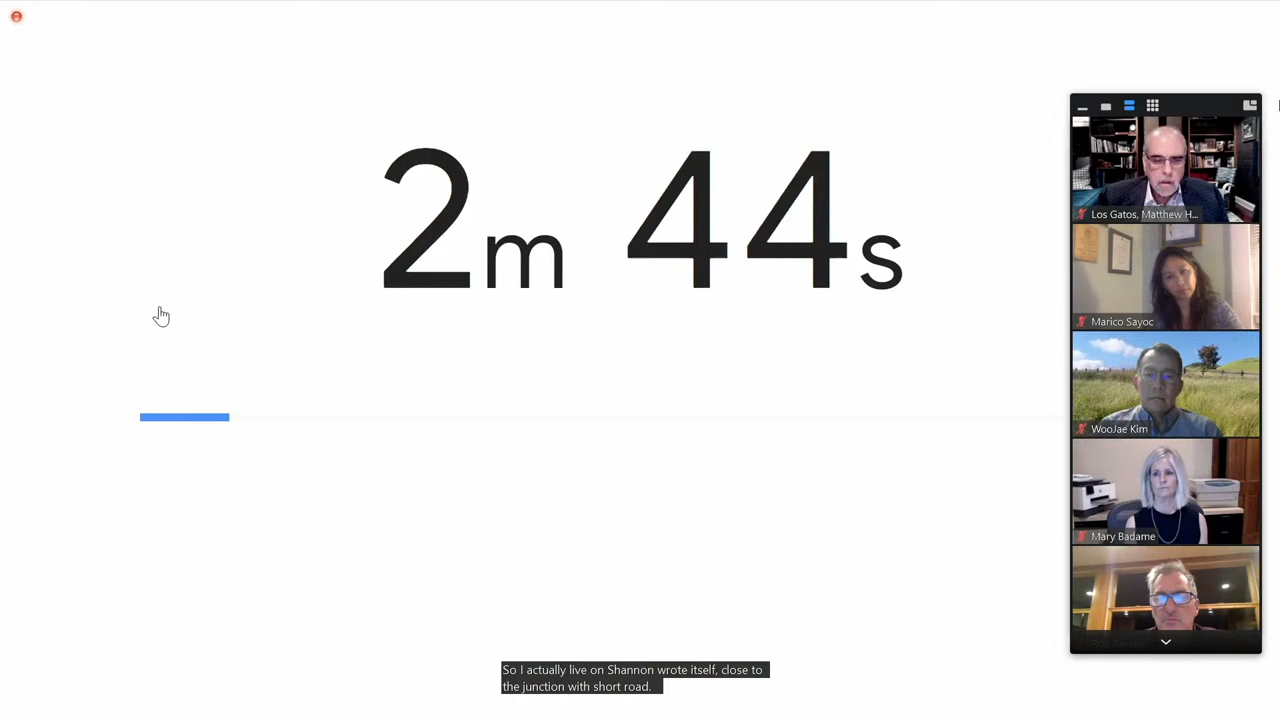 2m 44s
Los Gatos, Matthew H...
Marico Sayoc
WooJae Kim
Mary Badame
So I actually live on Shannon wrote itself, close to
the junction with short road.